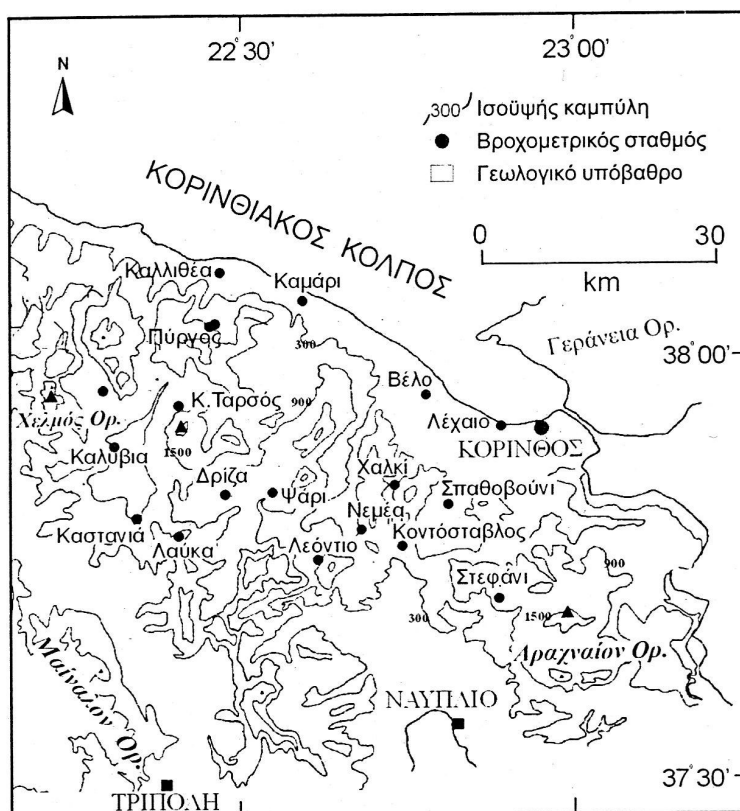 22° 30'
23° 00'
N
300 Ισοϋψής καμπύλη
Βροχομετρικός σταθμός
Γεωλογικό υπόβαθρο
ΚΟΡΙΝΘΙΑΚΟΣ ΚΟΛΠΟΣ
0 30
km
Καλλιθέα
Καμάρι
Πύργος
300
Γεράνεια Ορ.
38° 00'
Βέλο
Κ.Ταρσός
900
Χελμός Ορ.
Λέχαιο
ΚΟΡΙΝΘΟΣ
Καλύβια
1500
Χαλκί
Δρίζα
Ψάρι
Σπαθοβούνι
Νεμέα
Καστανιά
Λαύκα
Κοντόσταβλος
Λεόντιο
Στεφάνι
900
300
1500
Μαίναλον Όρ.
Αραχναίον Ορ.
ΝΑΥΠΛΙΟ
37° 30'
ΤΡΙΠΟΛΗ